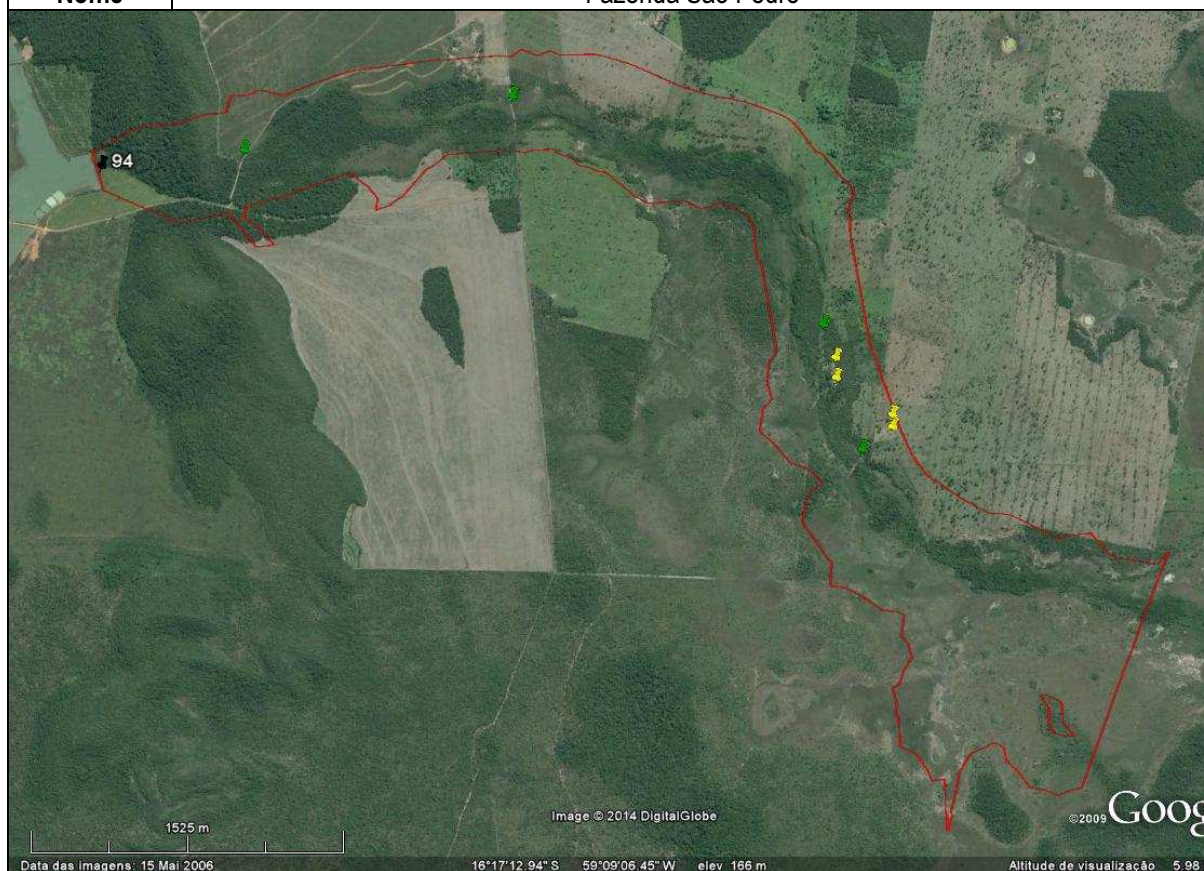 Nome Fazenda São Pedro
94
1525 m
Image © 2014 DigitalGlobe
©2009 Goog
Data das imagens: 15 Mai 2006 16°17'12.94" S 59°09'06.45" W elev 166 m Altitude de visualização 5.98